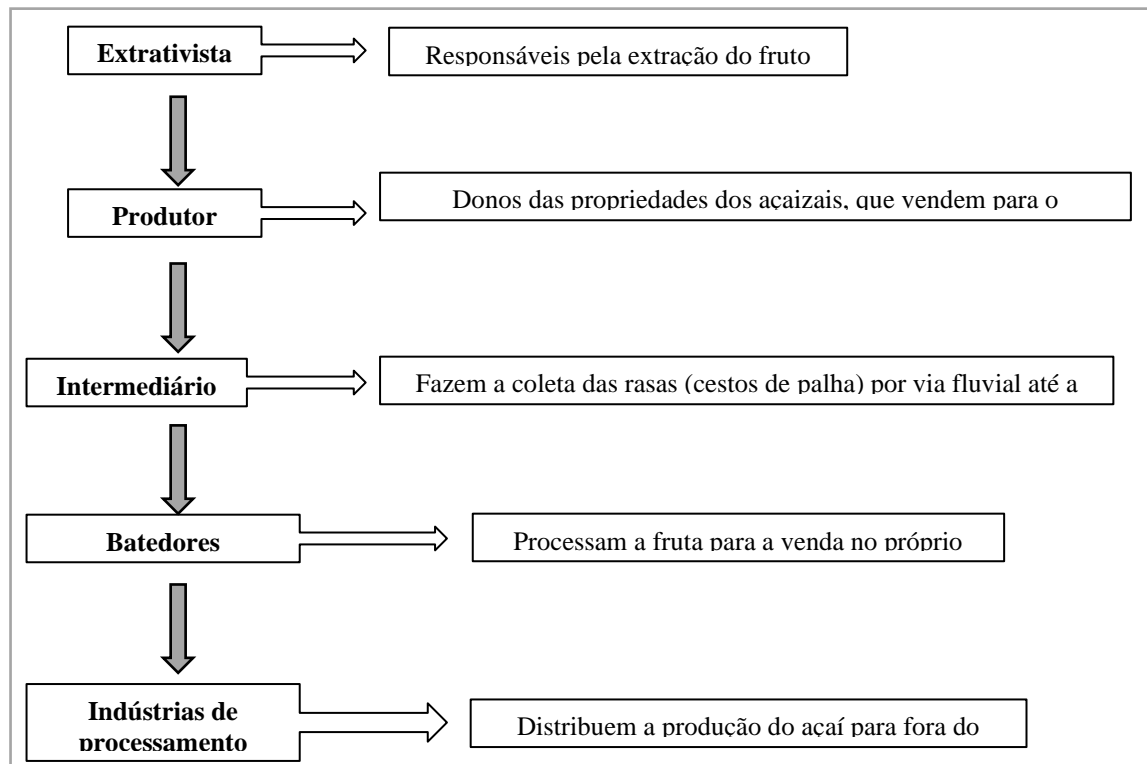 Extrativista
Responsáveis pela extração do fruto
Produtor
Donos das propriedades dos açaizais, que vendem para o
Intermediário
Fazem a coleta das rasas (cestos de palha) por via fluvial até a
Batedores
Processam a fruta para a venda no próprio
Indústrias de
processamento
Distribuem a produção do açaí para fora do